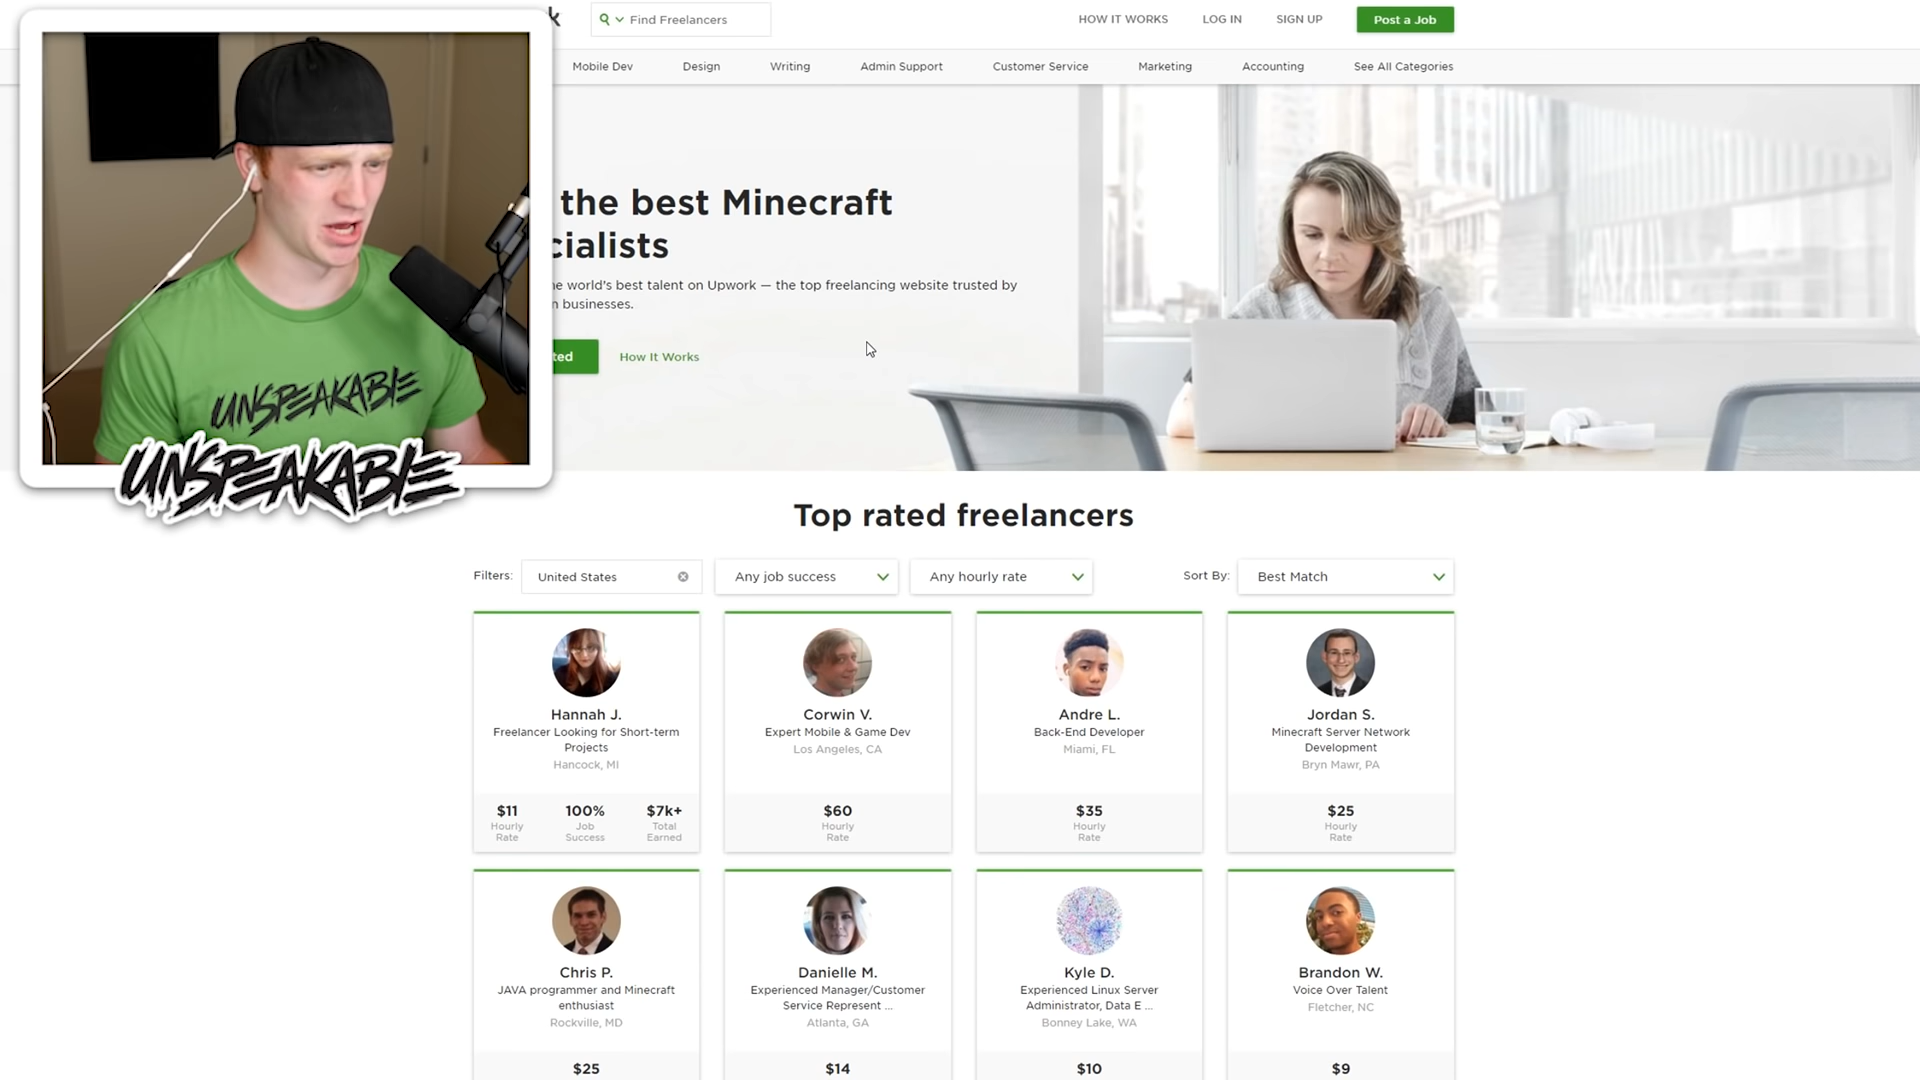 k
Find Freelancers
HOW IT WORKS
LOG IN
SIGN UP
Post a Job
Mobile Dev
Design
Writing
Admin Support
Customer Service
Marketing
Accounting
See All Categories
the best Minecraft
cialists
e world's best talent on Upwork — the top freelancing website trusted by
n businesses.
ted
How It Works
UNSPEAKABLE
UNSPEAKABLE
Top rated freelancers
Filters:
United States
Any job success
Any hourly rate
Sort By:
Best Match
Hannah J.
Freelancer Looking for Short-term
Projects
Hancock, MI
$11
Hourly
Rate
100%
Job
Success
$7k+
Total
Earned
Corwin V.
Expert Mobile & Game Dev
Los Angeles, CA
$60
Hourly
Rate
Andre L.
Back-End Developer
Miami, FL
$35
Hourly
Rate
Jordan S.
Minecraft Server Network
Development
Bryn Mawr, PA
$25
Hourly
Rate
Chris P.
JAVA programmer and Minecraft
enthusiast
Rockville, MD
$25
Danielle M.
Experienced Manager/Customer
Service Represent ...
Atlanta, GA
$14
Kyle D.
Experienced Linux Server
Administrator, Data E ...
Bonney Lake, WA
$10
Brandon W.
Voice Over Talent
Fletcher, NC
$9